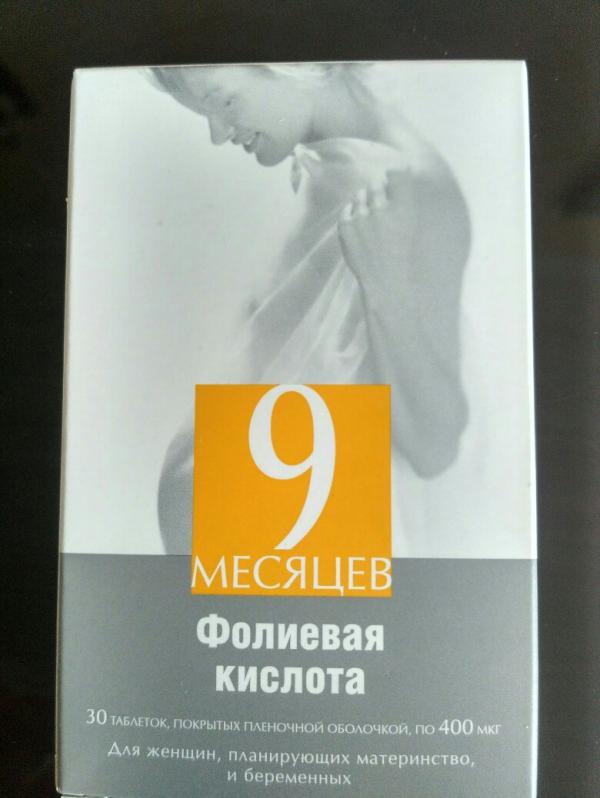 9
МЕСЯЦЕВ
Фолиевая
кислота
30 ТАБЛЕТОК, ПОКРЫТЫХ ПЛЕНОЧНОЙ ОБОЛОЧКОЙ, ПО 400 МКГ
Для женщин, планирующих материнство,
и беременных